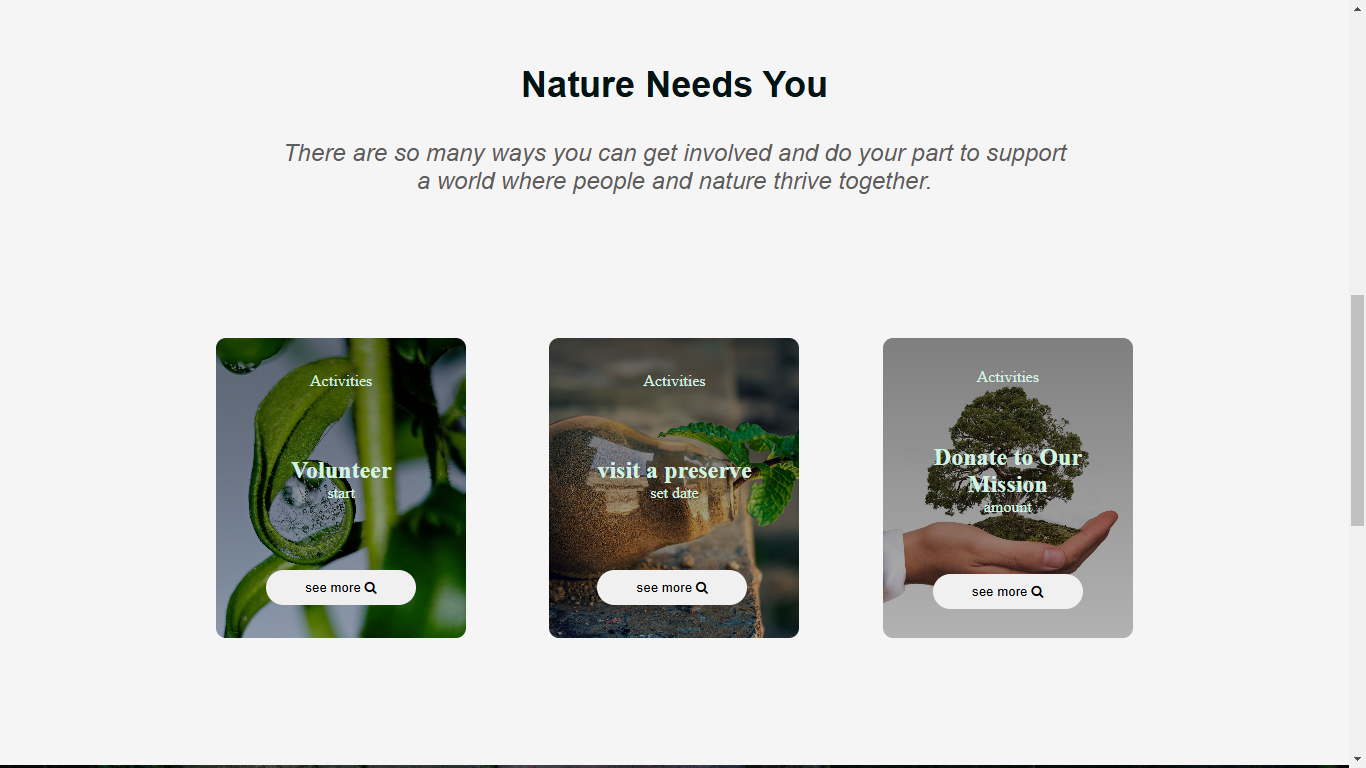 Nature Needs You
There are so many ways you can get involved and do your part to support
a world where people and nature thrive together.
Activities
Volunteer
start
see more
Activities
visit a preserve
set date
see more
Activities
Donate to Our
Mission
amount
see more